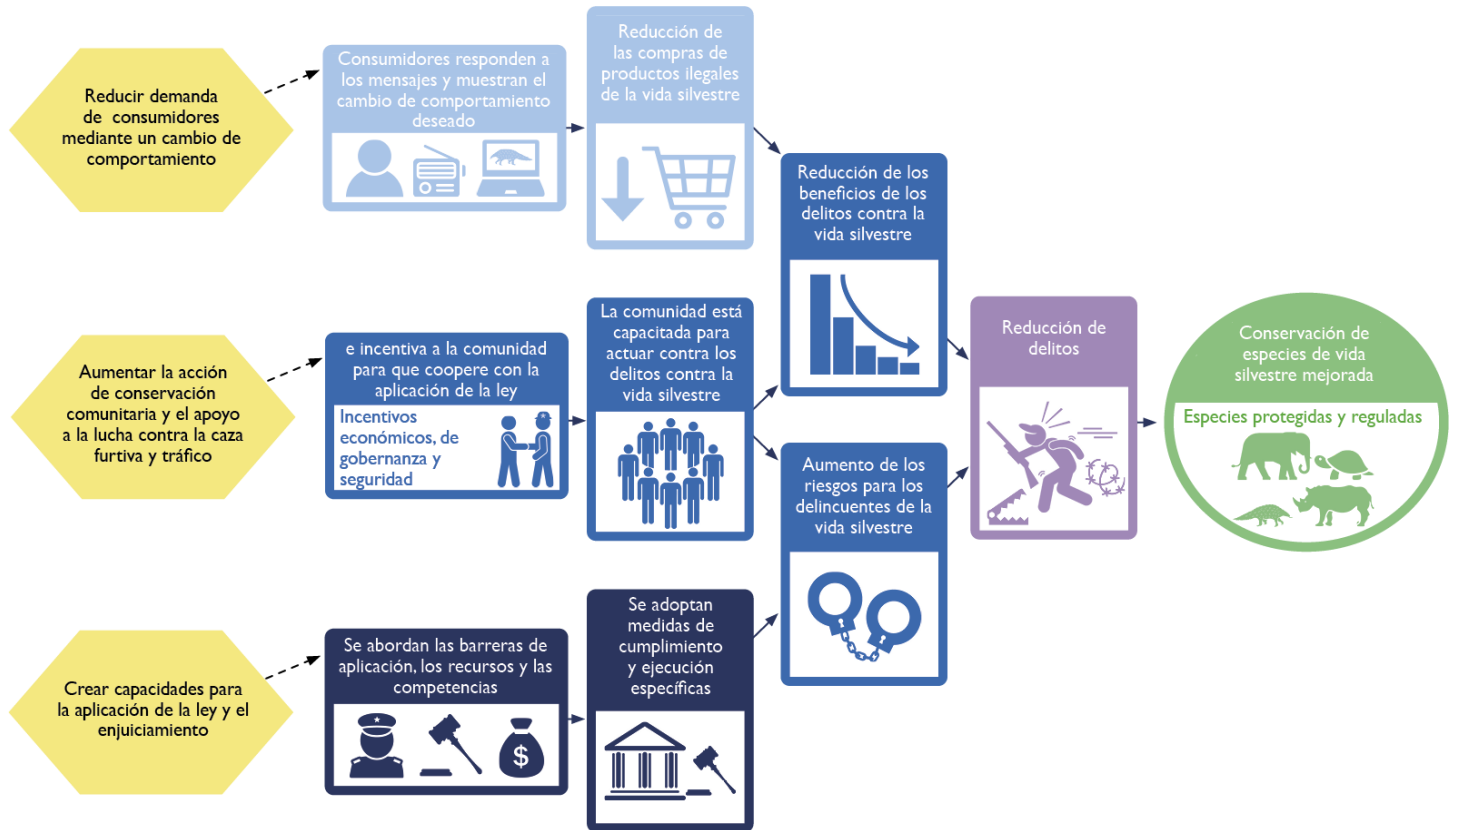 Reducir demanda
de consumidores
mediante un cambio de
comportamiento
Consumidores responden a
los mensajes y muestran el
cambio de comportamiento
deseado
Reducción de
las compras de
productos ilegales
de la vida silvestre
Reducción de los
beneficios de los
delitos contra la
vida silvestre
Aumentar la acción
de conservación
comunitaria y el apoyo
a la lucha contra la caza
furtiva y tráfico
e incentiva a la comunidad
para que coopere con la
aplicación de la ley
Incentivos
económicos, de
gobernanza y
seguridad
La comunidad está
capacitada para
actuar contra los
delitos contra la
vida silvestre
Aumento de los
riesgos para los
delincuentes de la
vida silvestre
Reducción de
delitos
Conservación de
especies de vida
silvestre mejorada
Especies protegidas y reguladas
Crear capacidades para
la aplicación de la ley y el
enjuiciamiento
Se abordan las barreras de
aplicación, los recursos y las
competencias
$
Se adoptan
medidas de
cumplimiento
y ejecución
específicas